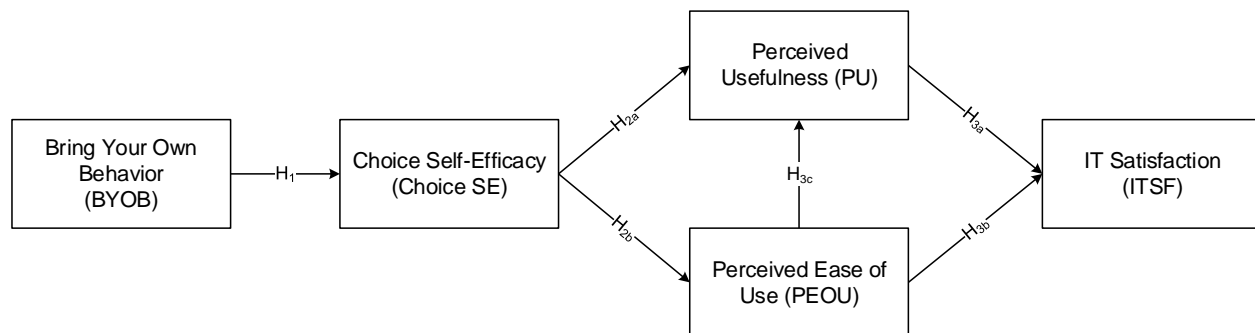 Bring Your Own
Behavior
(BYOB)
H1
Choice Self-Efficacy
(Choice SE)
H2a
H2b
Perceived
Usefulness (PU)
H3c
Perceived Ease of
Use (PEOU)
H3a
H3b
IT Satisfaction
(ITSF)